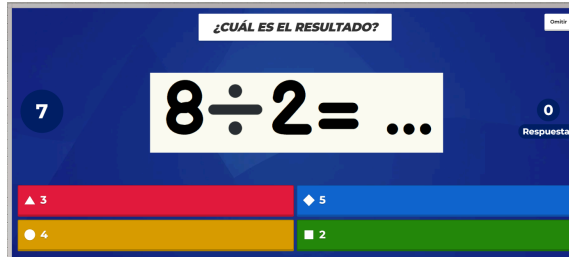 ¿CUÁL ES EL RESULTADO?
Omitir
7
8÷2= ...
0
Respuesta
3
5
4
2